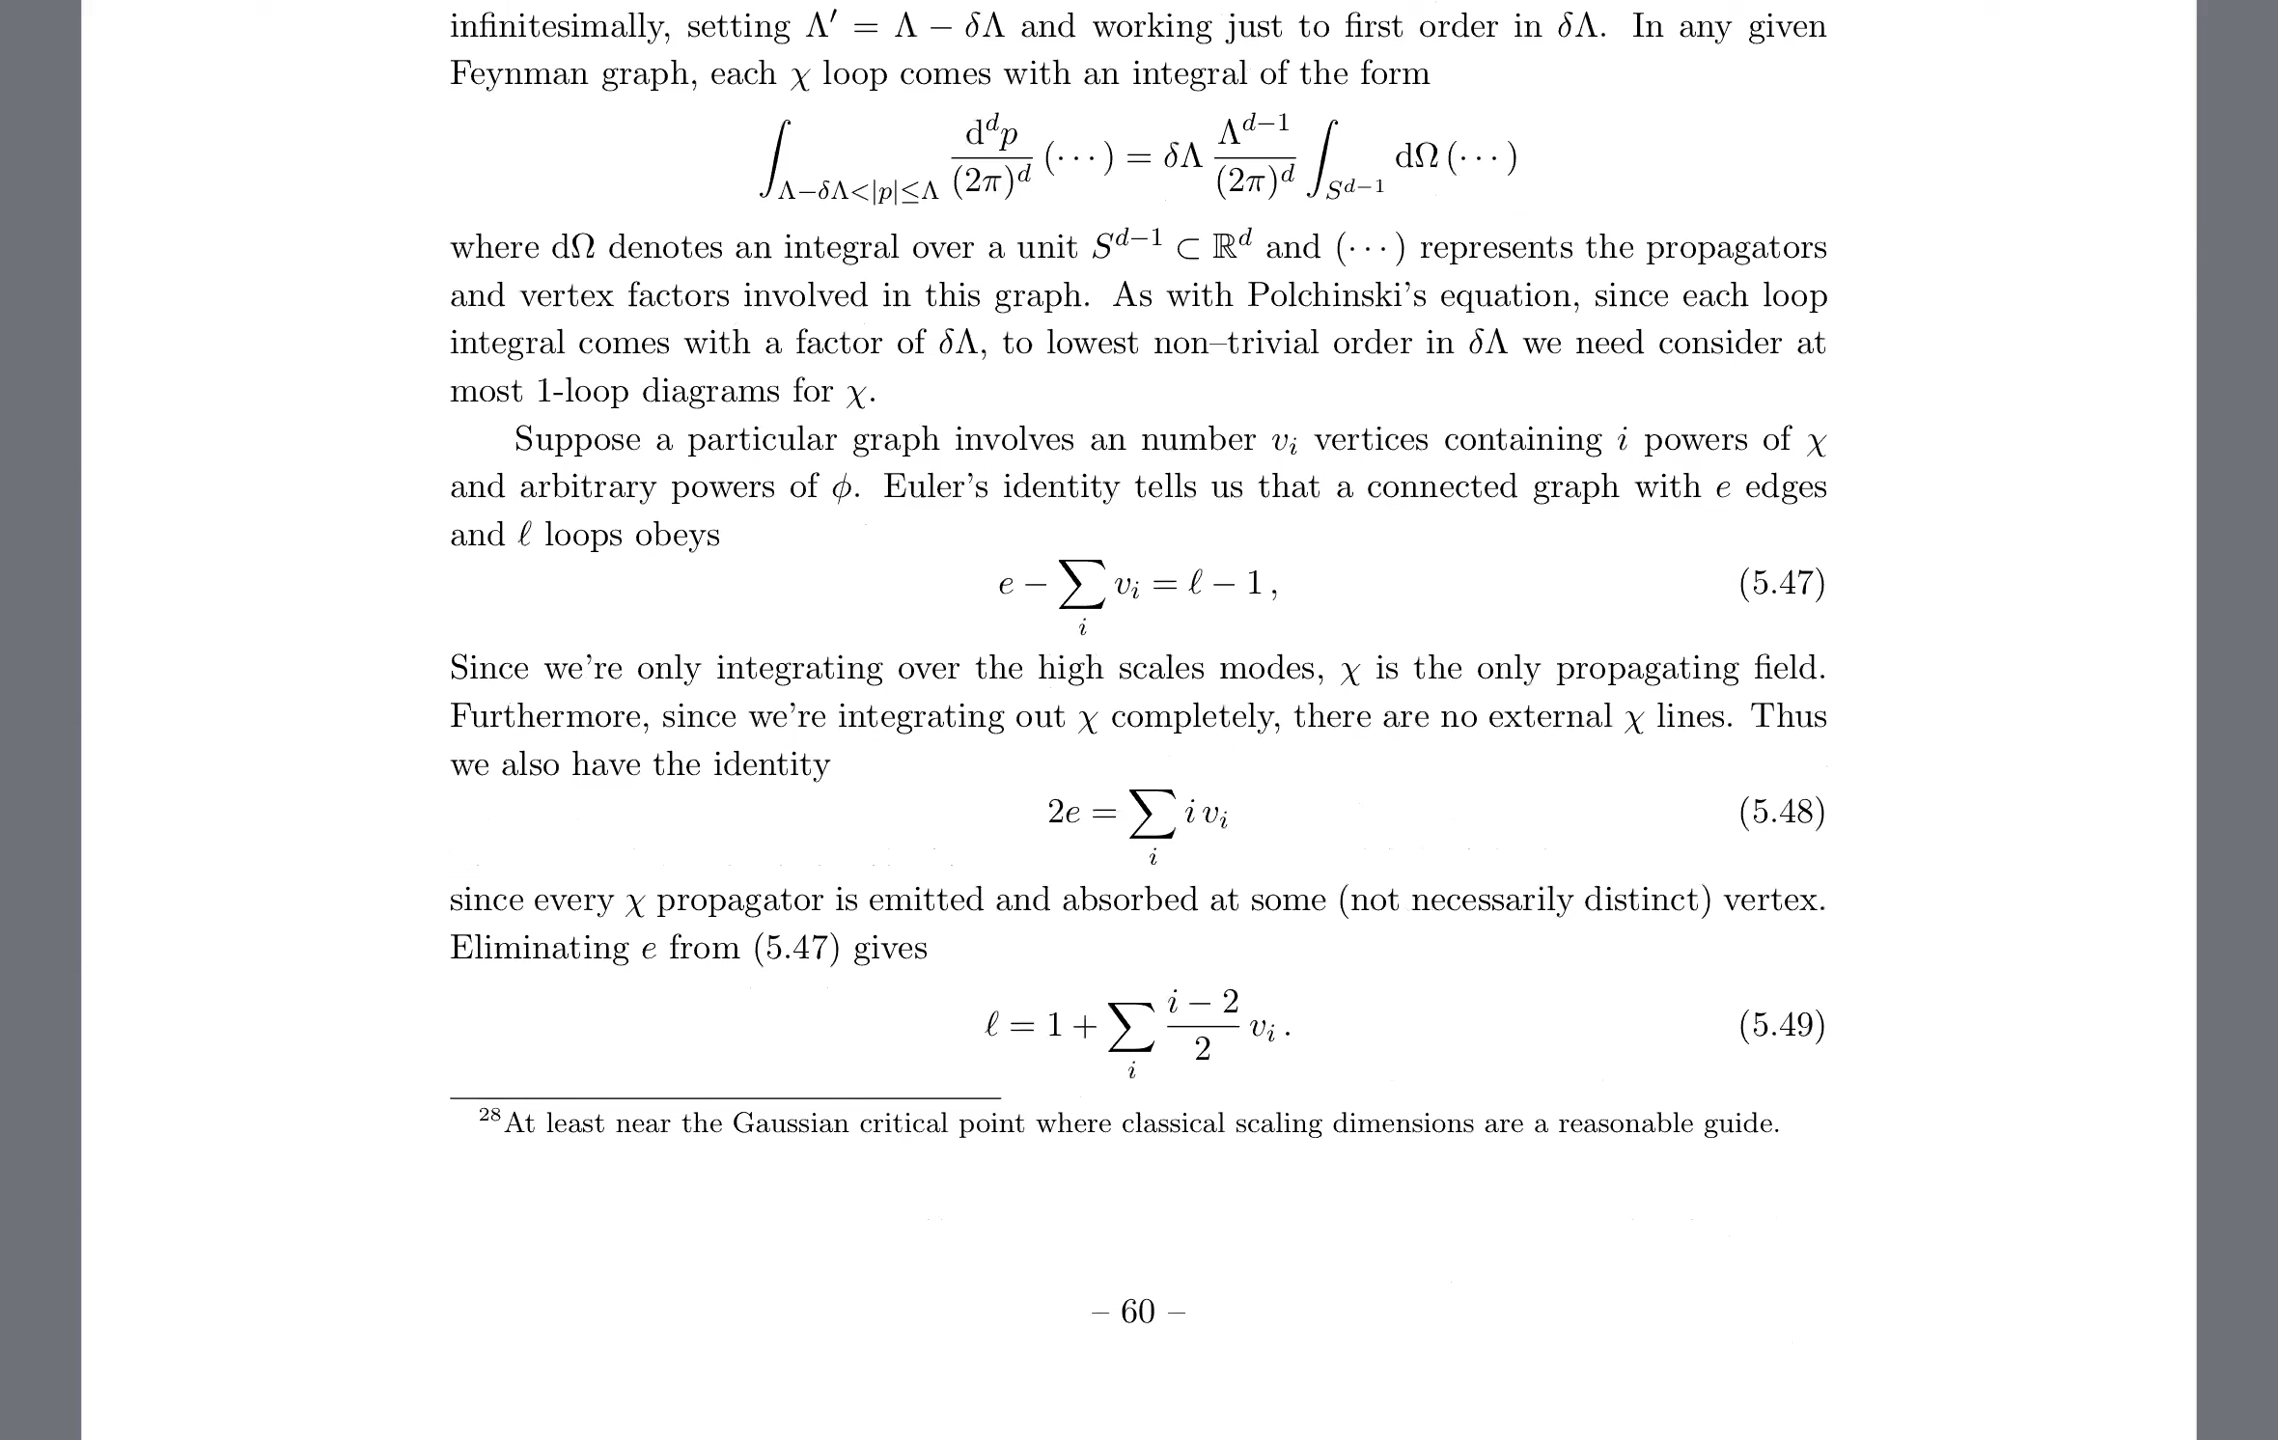 infinitesimally, setting Λ′ = Λ − δΛ and working just to first order in δΛ. In any given
Feynman graph, each χ loop comes with an integral of the form
∫_{Λ−δΛ<|p|≤Λ} d^d p/(2π)^d (···) = δΛ Λ^{d−1}/(2π)^d ∫_{S^{d−1}} dΩ (···)
where dΩ denotes an integral over a unit S^{d−1} ⊂ ℝ^d and (···) represents the propagators
and vertex factors involved in this graph. As with Polchinski's equation, since each loop
integral comes with a factor of δΛ, to lowest non–trivial order in δΛ we need consider at
most 1-loop diagrams for χ.
Suppose a particular graph involves an number v_i vertices containing i powers of χ
and arbitrary powers of ϕ. Euler's identity tells us that a connected graph with e edges
and ℓ loops obeys
e − ∑_i v_i = ℓ − 1 , (5.47)
Since we're only integrating over the high scales modes, χ is the only propagating field.
Furthermore, since we're integrating out χ completely, there are no external χ lines. Thus
we also have the identity
2e = ∑_i i v_i (5.48)
since every χ propagator is emitted and absorbed at some (not necessarily distinct) vertex.
Eliminating e from (5.47) gives
ℓ = 1 + ∑_i (i − 2)/2 v_i . (5.49)
28 At least near the Gaussian critical point where classical scaling dimensions are a reasonable guide.
– 60 –